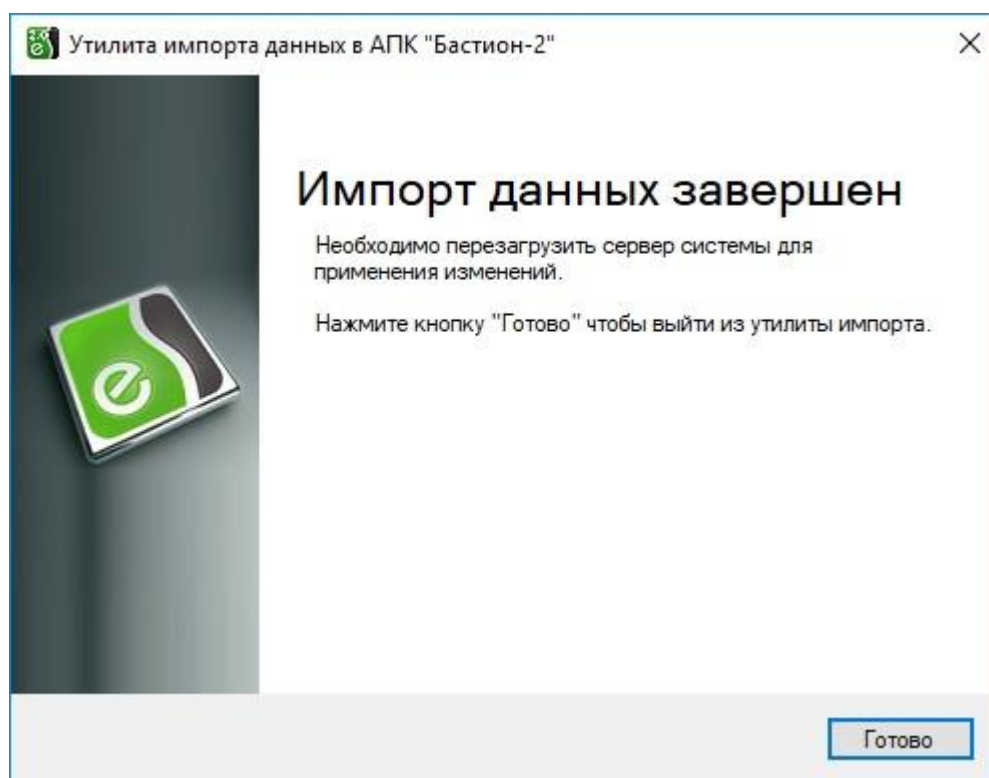 Утилита импорта данных в АПК "Бастион-2"
Импорт данных завершен
Необходимо перезагрузить сервер системы для
применения изменений.
Нажмите кнопку "Готово" чтобы выйти из утилиты импорта.
e
Готово